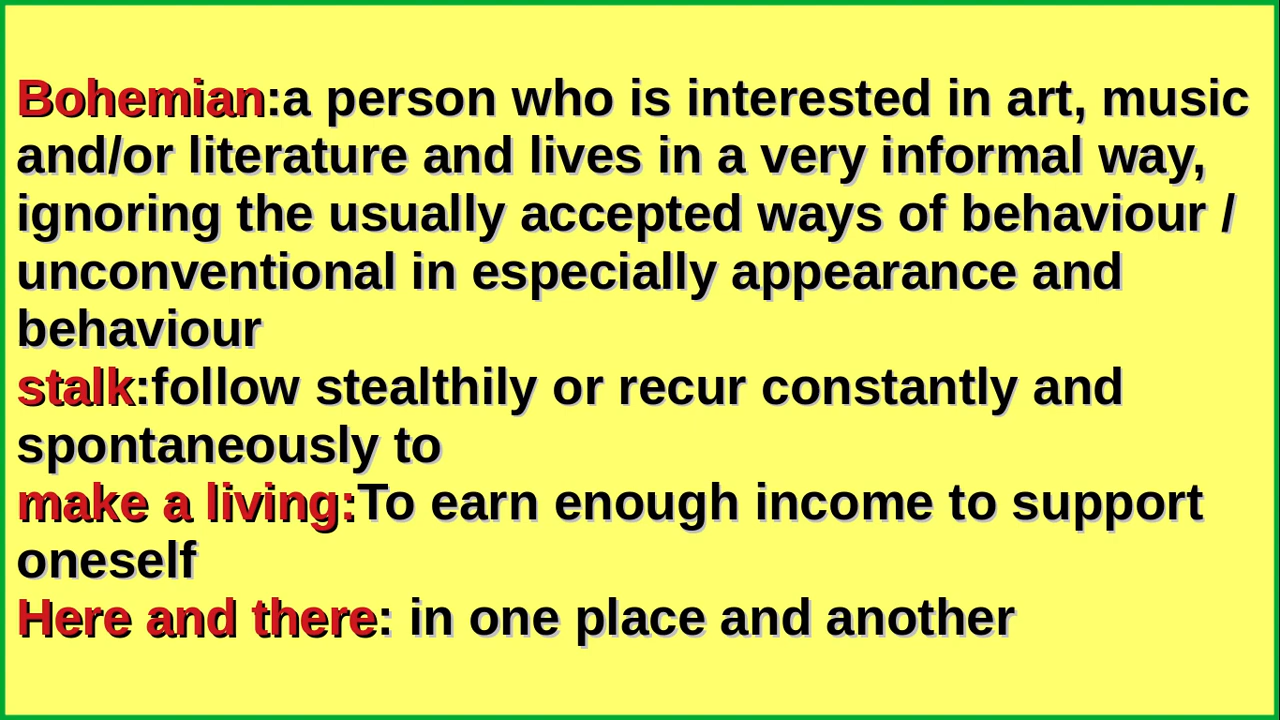 Bohemian:a person who is interested in art, music
and/or literature and lives in a very informal way,
ignoring the usually accepted ways of behaviour /
unconventional in especially appearance and
behaviour
stalk:follow stealthily or recur constantly and
spontaneously to
make a living:To earn enough income to support
oneself
Here and there: in one place and another